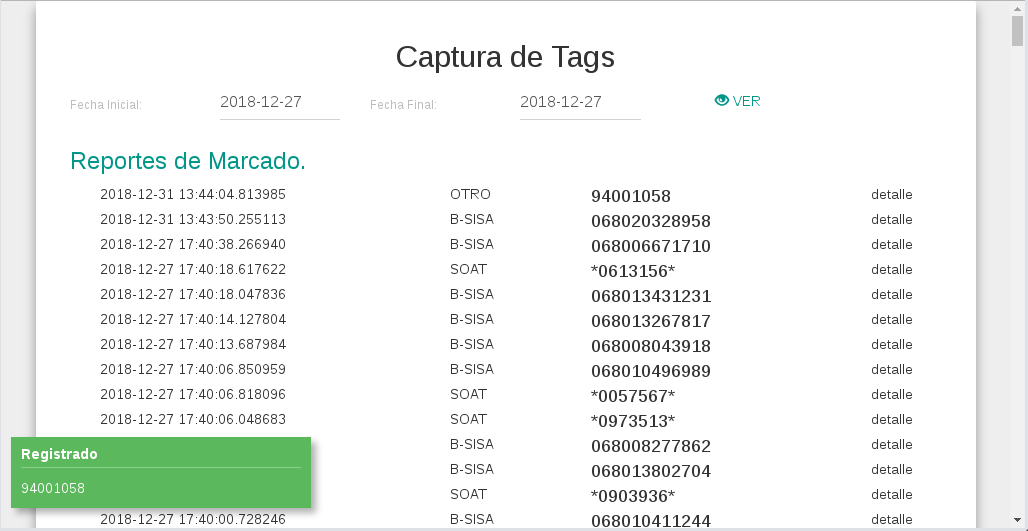 Captura de Tags
Fecha Inicial: 2018-12-27 Fecha Final: 2018-12-27 VER
Reportes de Marcado.
2018-12-31 13:44:04.813985 OTRO 94001058 detalle
2018-12-31 13:43:50.255113 B-SISA 068020328958 detalle
2018-12-27 17:40:38.266940 B-SISA 068006671710 detalle
2018-12-27 17:40:18.617622 SOAT *0613156* detalle
2018-12-27 17:40:18.047836 B-SISA 068013431231 detalle
2018-12-27 17:40:14.127804 B-SISA 068013267817 detalle
2018-12-27 17:40:13.687984 B-SISA 068008043918 detalle
2018-12-27 17:40:06.850959 B-SISA 068010496989 detalle
2018-12-27 17:40:06.818096 SOAT *0057567* detalle
2018-12-27 17:40:06.048683 SOAT *0973513* detalle
B-SISA 068008277862 detalle
B-SISA 068013802704 detalle
SOAT *0903936* detalle
2018-12-27 17:40:00.728246 B-SISA 068010411244 detalle
Registrado
94001058